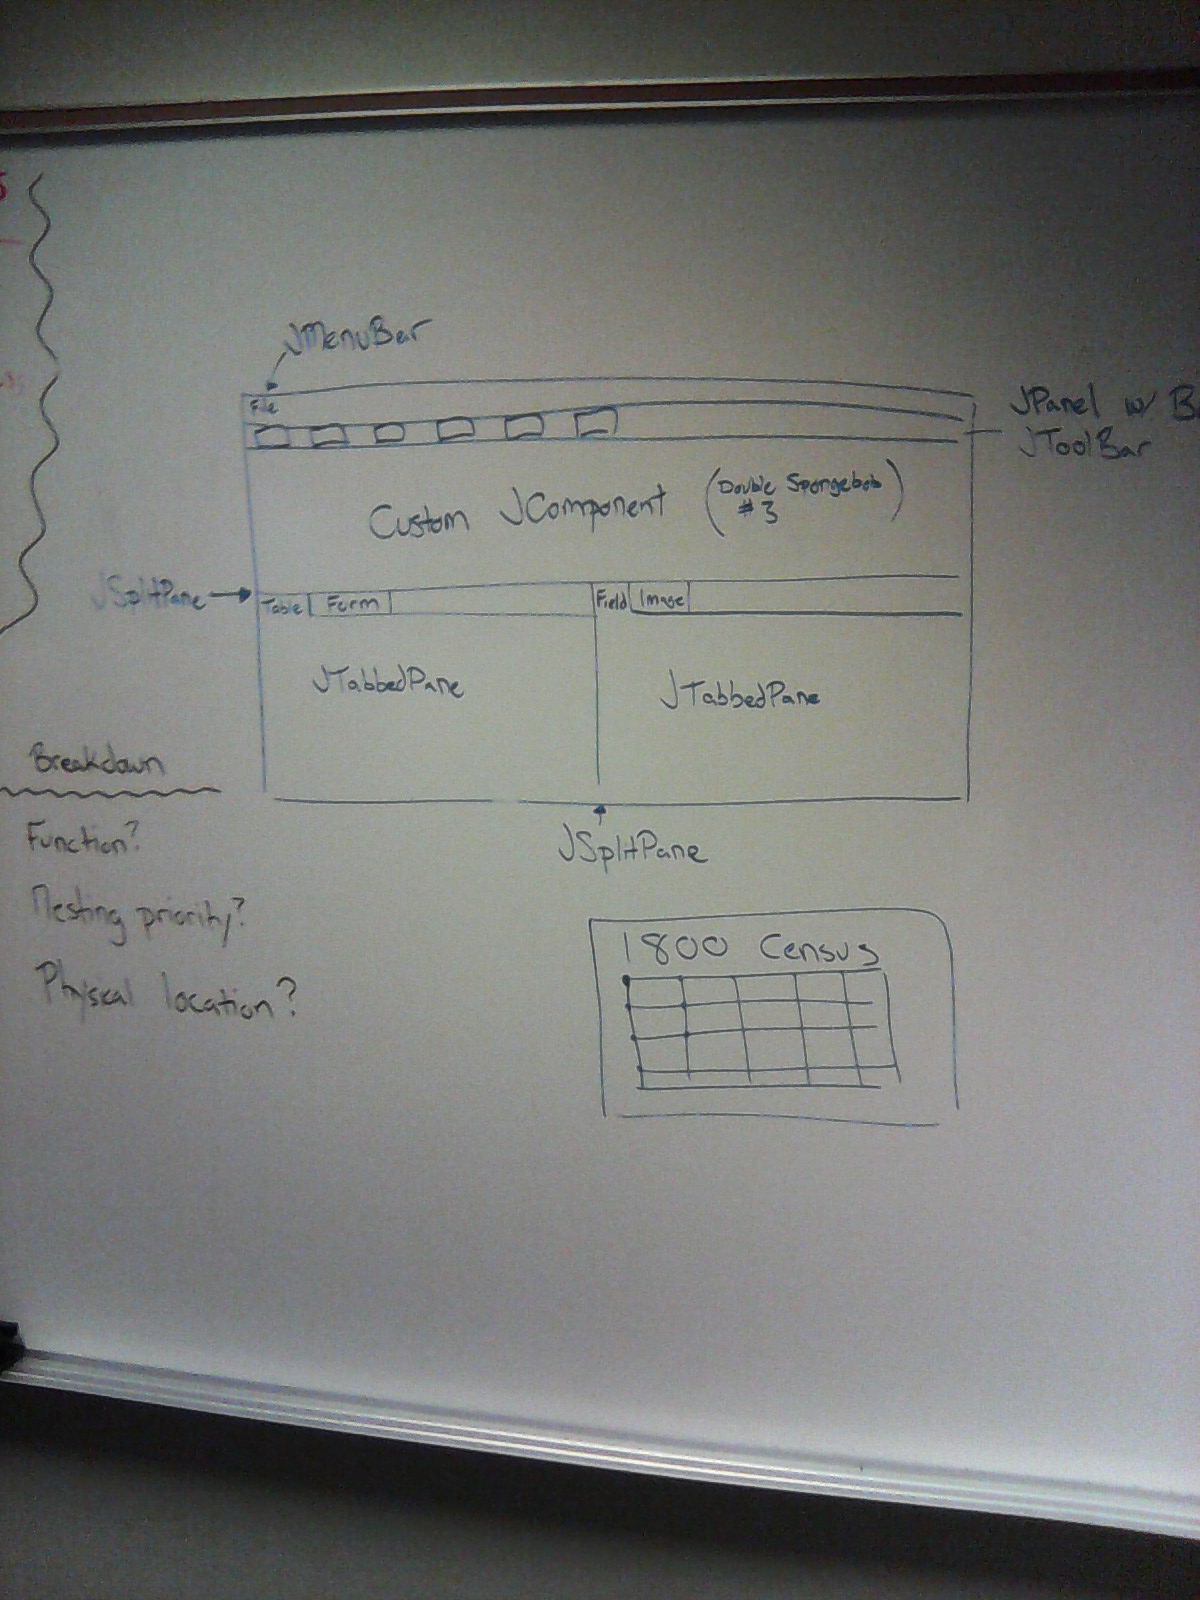 JMenuBar
File
JPanel w/ B
JToolBar
Custom JComponent (Double Spongebob
#3)
JSplitPane
Table Form Field Image
JTabbedPane JTabbedPane
JSplitPane
Breakdown
Function?
Nesting priority?
Physical location?
1800 Census